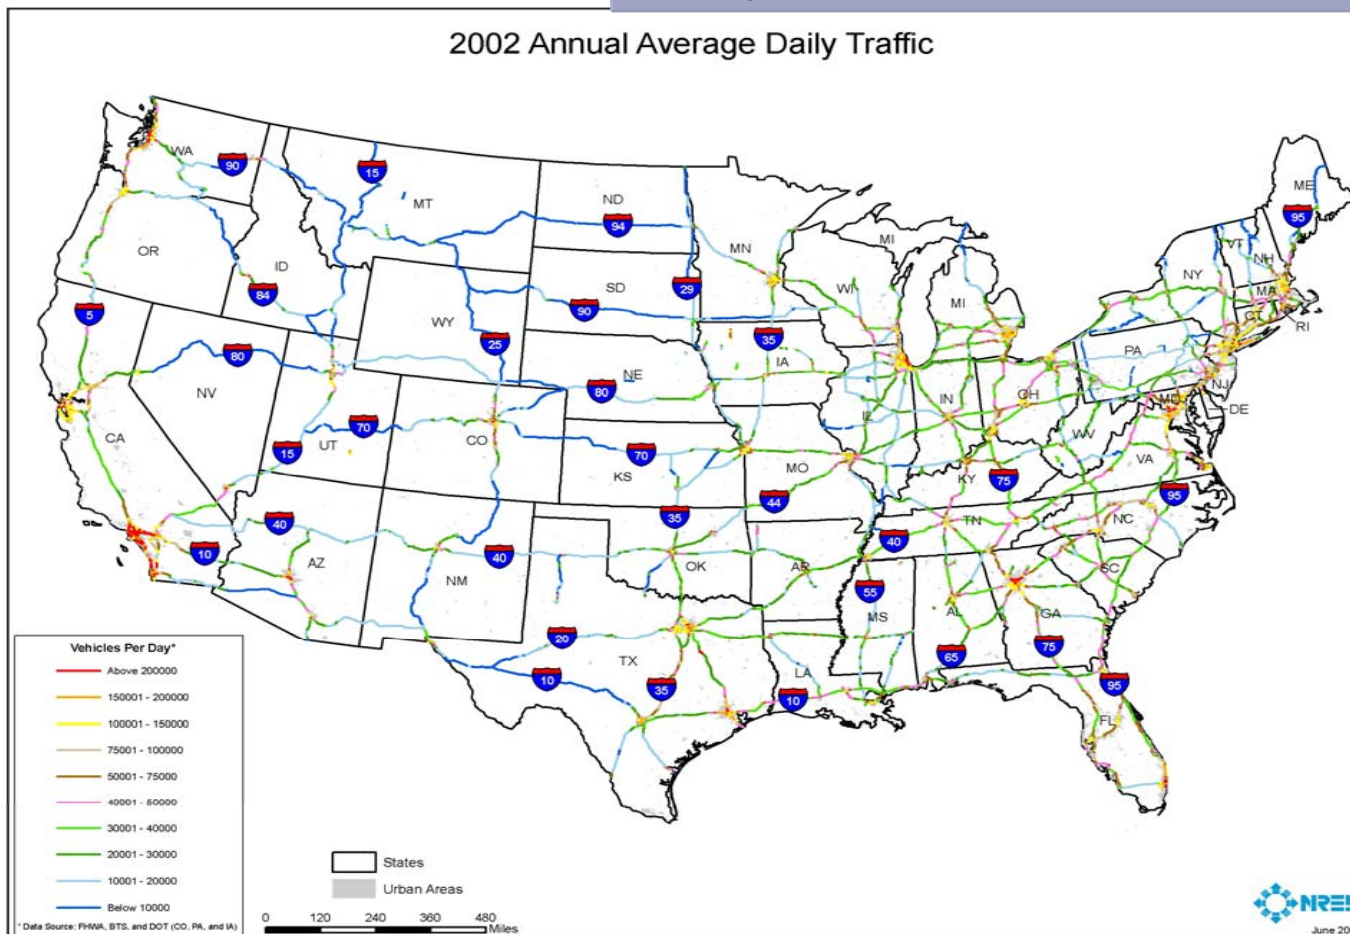 2002 Annual Average Daily Traffic
WA
90
15
MT
ND
94
MN
MI
ME
95
VT
NH
NY
MA
CT
RI
OR
ID
84
SD
29
90
WI
MI
5
WY
25
35
IA
PA
NJ
80
NV
NE
80
IL
IN
OH
MD
DE
CA
UT
70
15
CO
70
KS
MO
44
WV
VA
KY
75
95
40
10
AZ
NM
40
35
OK
AR
TN
40
NC
SC
55
MS
AL
GA
20
TX
65
75
10
35
LA
10
95
FL
Vehicles Per Day*
Above 200000
150001 - 200000
100001 - 150000
75001 - 100000
50001 - 75000
40001 - 50000
30001 - 40000
20001 - 30000
10001 - 20000
Below 10000
* Data Source: FHWA, BTS, and DOT (CO, PA, and IA)
States
Urban Areas
0 120 240 360 480
Miles
June 20